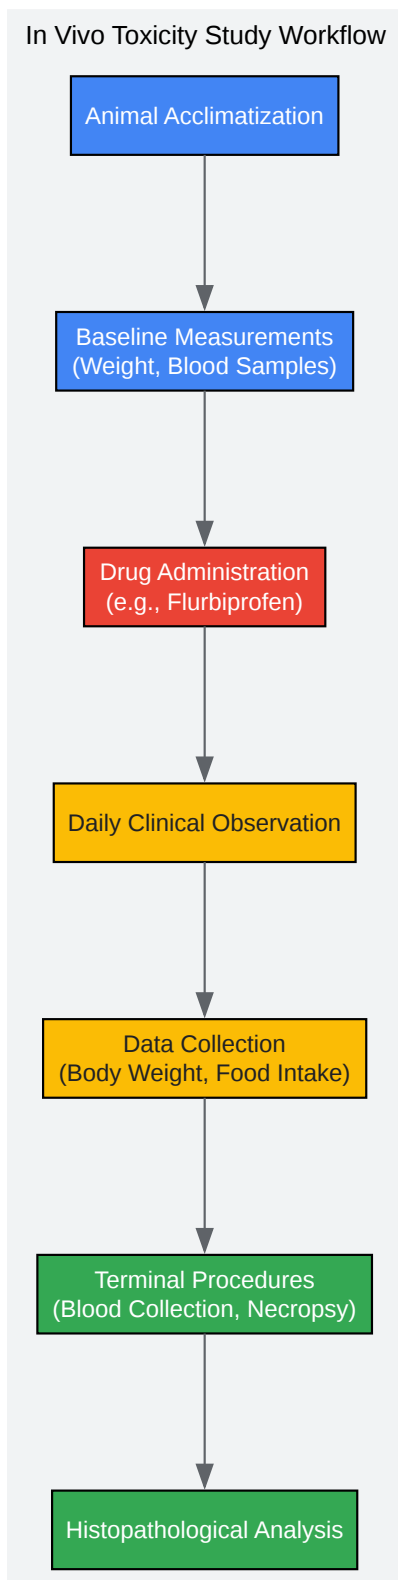 In Vivo Toxicity Study Workflow
Animal Acclimatization
Baseline Measurements
(Weight, Blood Samples)
Drug Administration
(e.g., Flurbiprofen)
Daily Clinical Observation
Data Collection
(Body Weight, Food Intake)
Terminal Procedures
(Blood Collection, Necropsy)
Histopathological Analysis